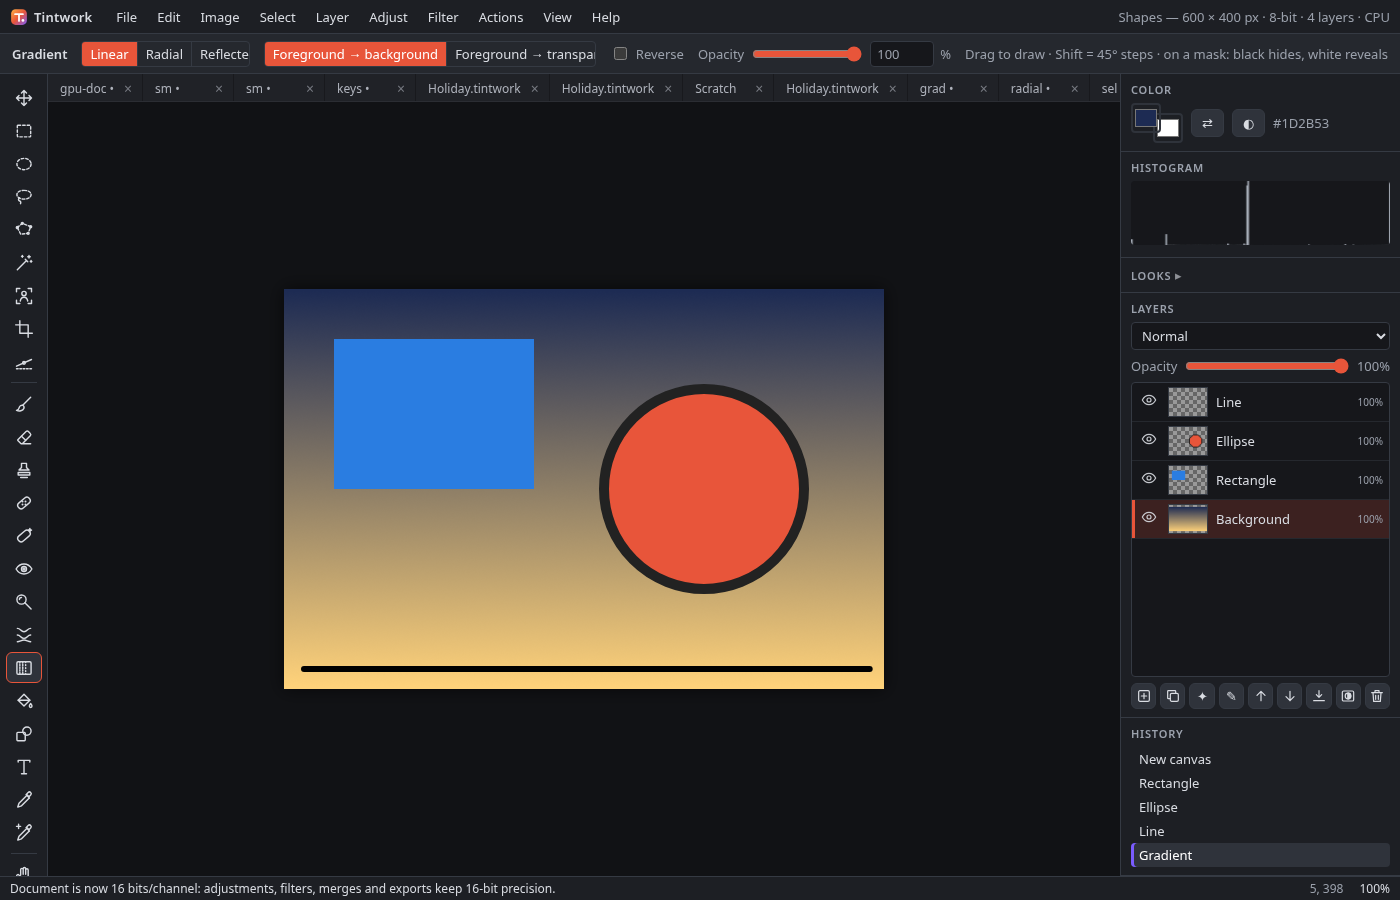 Tintwork File Edit Image Select Layer Adjust Filter Actions View Help Shapes — 600 × 400 px · 8-bit · 4 layers · CPU
Gradient Linear Radial Reflecte Foreground → background Foreground → transpa Reverse Opacity 100 % Drag to draw · Shift = 45° steps · on a mask: black hides, white reveals
gpu-doc • × sm • × sm • × keys • × Holiday.tintwork × Holiday.tintwork × Scratch × Holiday.tintwork × grad • × radial • × sel
COLOR
#1D2B53
HISTOGRAM
LOOKS ▸
LAYERS
Normal
Opacity 100%
Line 100%
Ellipse 100%
Rectangle 100%
Background 100%
HISTORY
New canvas
Rectangle
Ellipse
Line
Gradient
Document is now 16 bits/channel: adjustments, filters, merges and exports keep 16-bit precision. 5, 398 100%